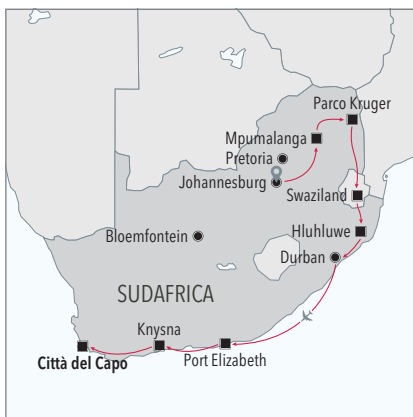 Parco Kruger
Mpumalanga
Pretoria
Johannesburg
Swaziland
Bloemfontein
Hluhluwe
Durban
SUDAFRICA
Knysna
Città del Capo
Port Elizabeth